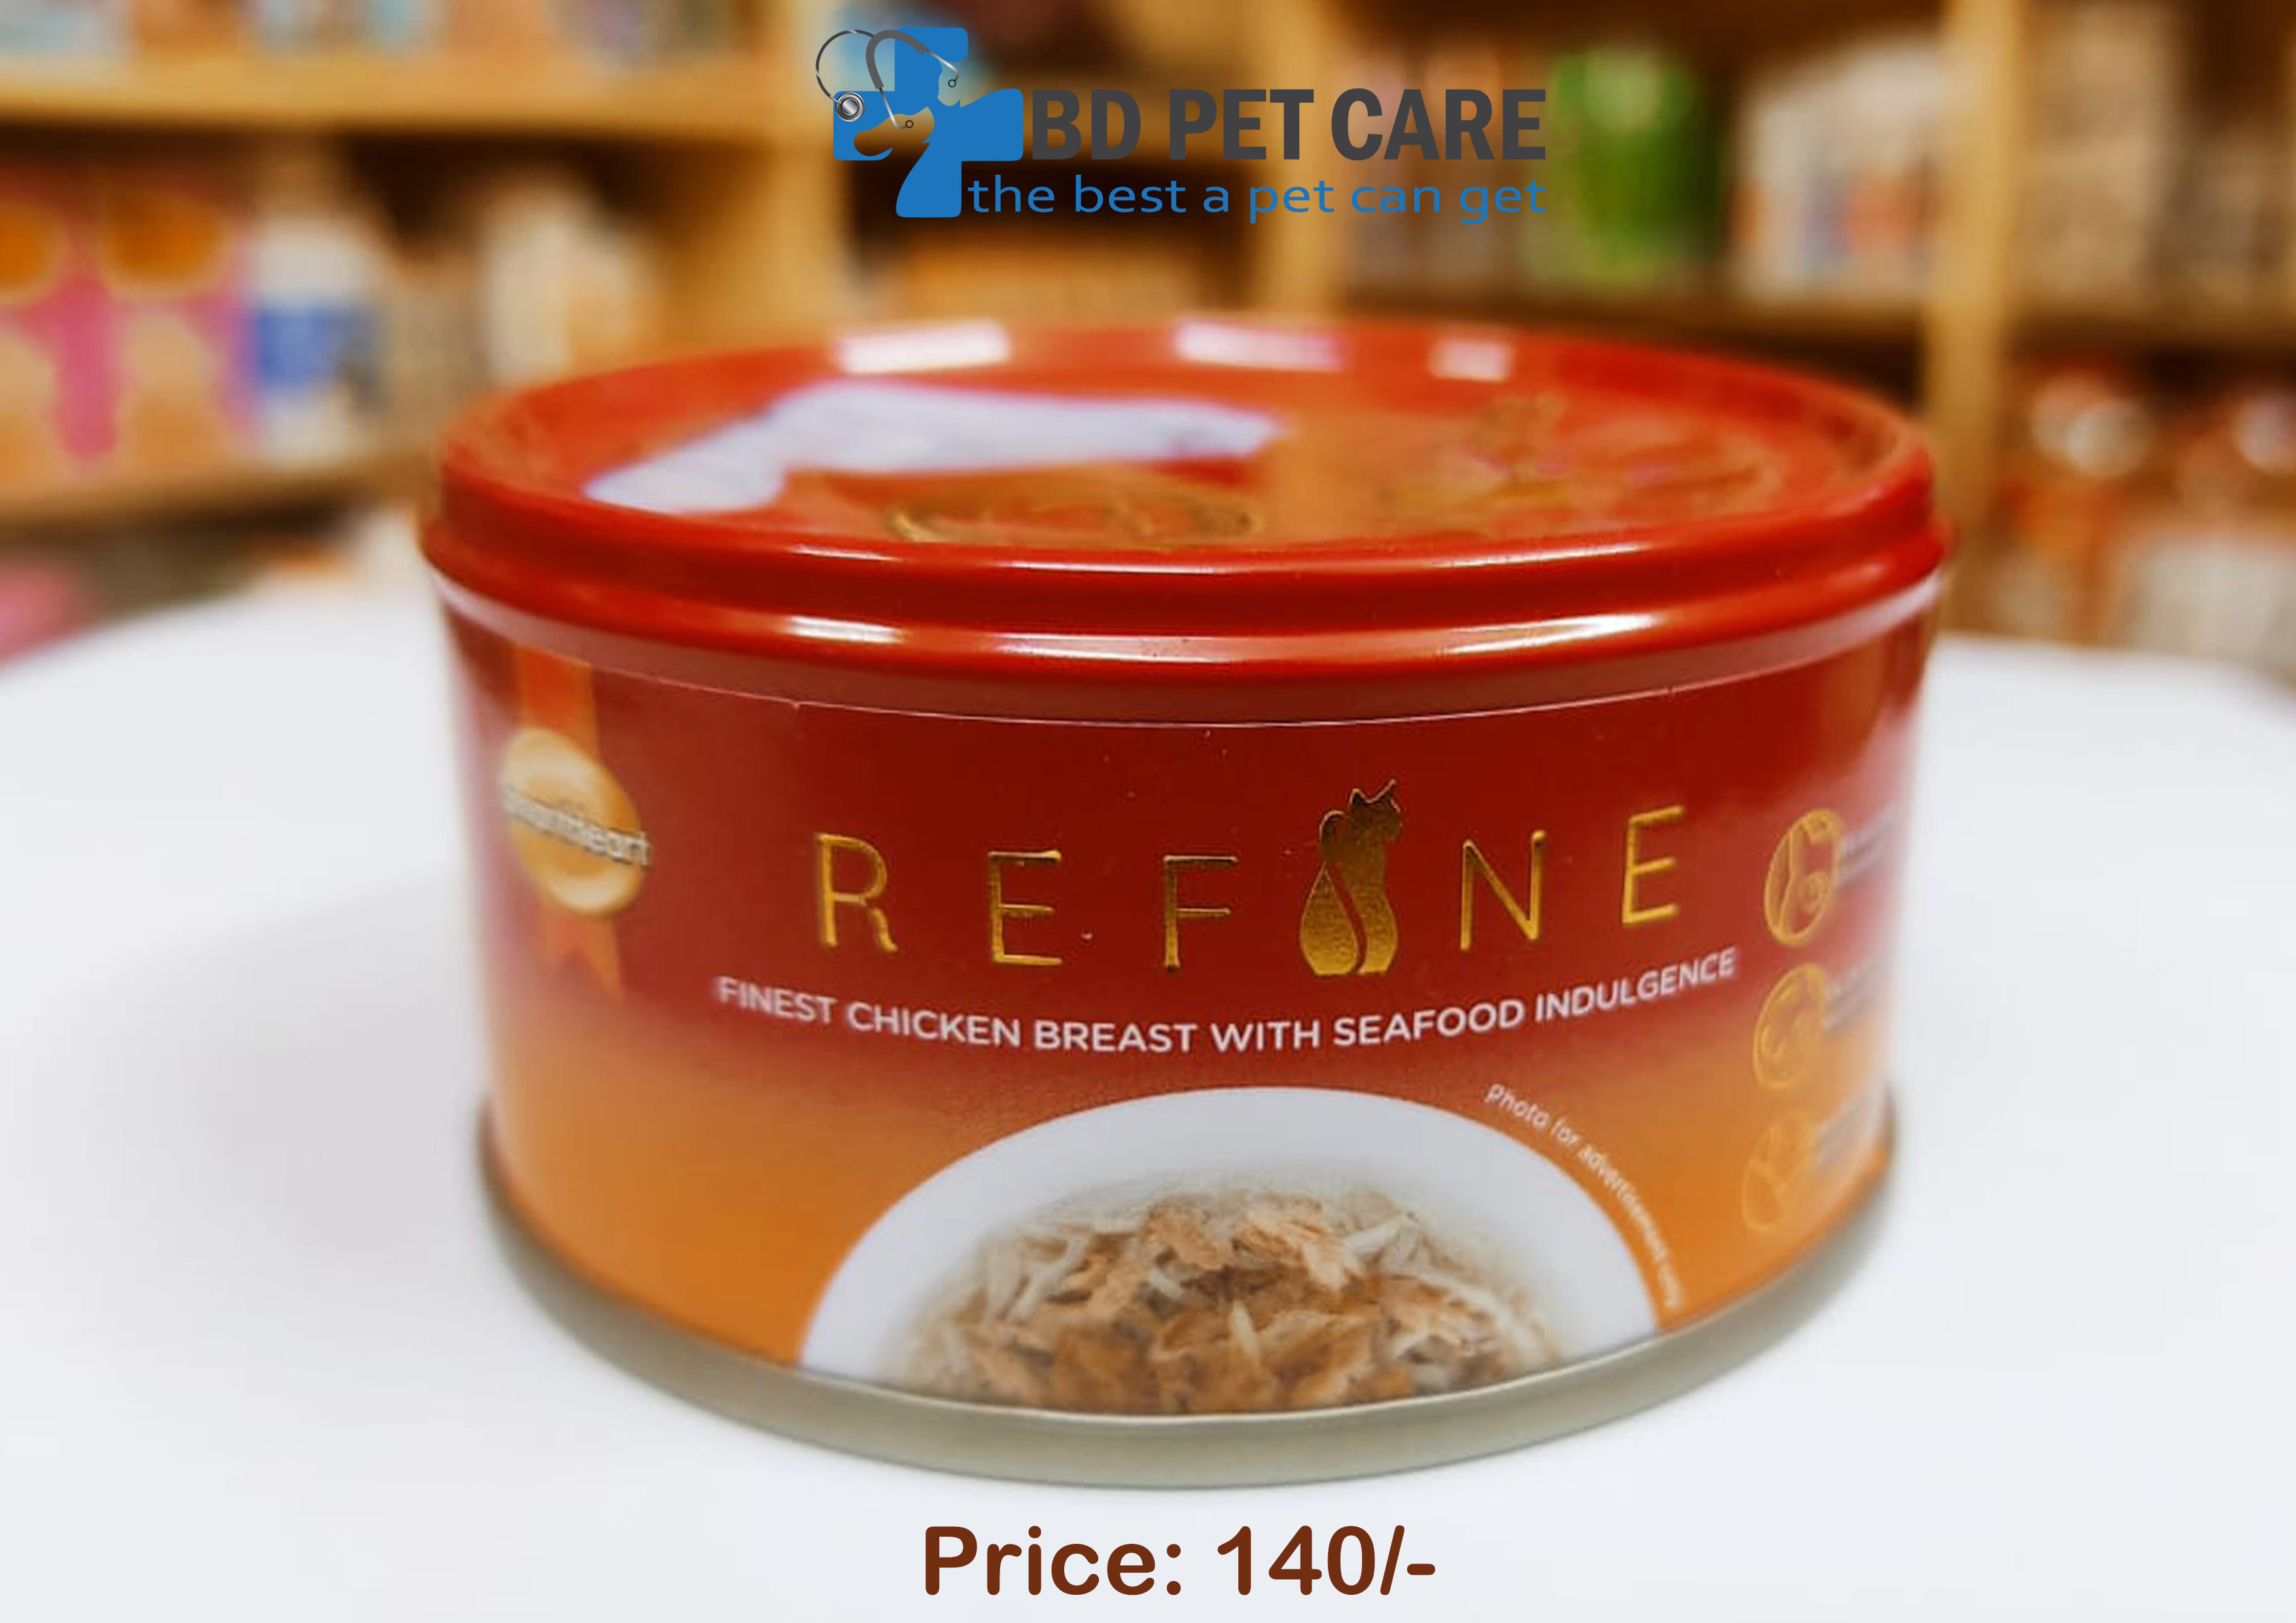 BD PET CARE
the best a pet can get
REFINE
FINEST CHICKEN BREAST WITH SEAFOOD INDULGENCE
Photo for advertisement only
Price: 140/-